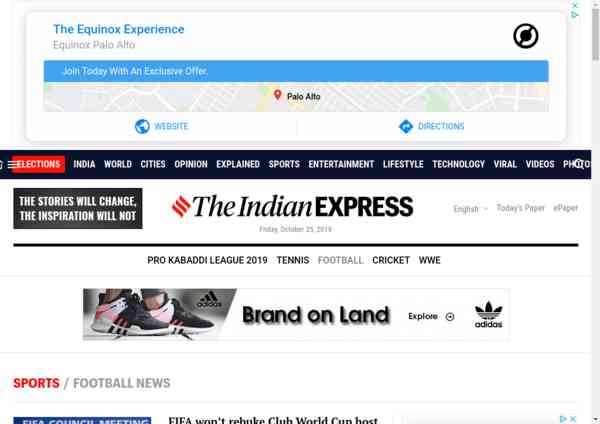 The Equinox Experience
Equinox Palo Alto
Join Today With An Exclusive Offer.
Palo Alto
WEBSITE
DIRECTIONS
ELECTIONS INDIA WORLD CITIES OPINION EXPLAINED SPORTS ENTERTAINMENT LIFESTYLE TECHNOLOGY VIRAL VIDEOS PHOTOS
THE STORIES WILL CHANGE,
THE INSPIRATION WILL NOT
The Indian EXPRESS
Friday, October 25, 2019
English
Today's Paper
ePaper
PRO KABADDI LEAGUE 2019 TENNIS FOOTBALL CRICKET WWE
adidas
Brand on Land
Explore
adidas
SPORTS / FOOTBALL NEWS
FIFA COUNCIL MEETING
FIFA won't rebuke Club World Cup host